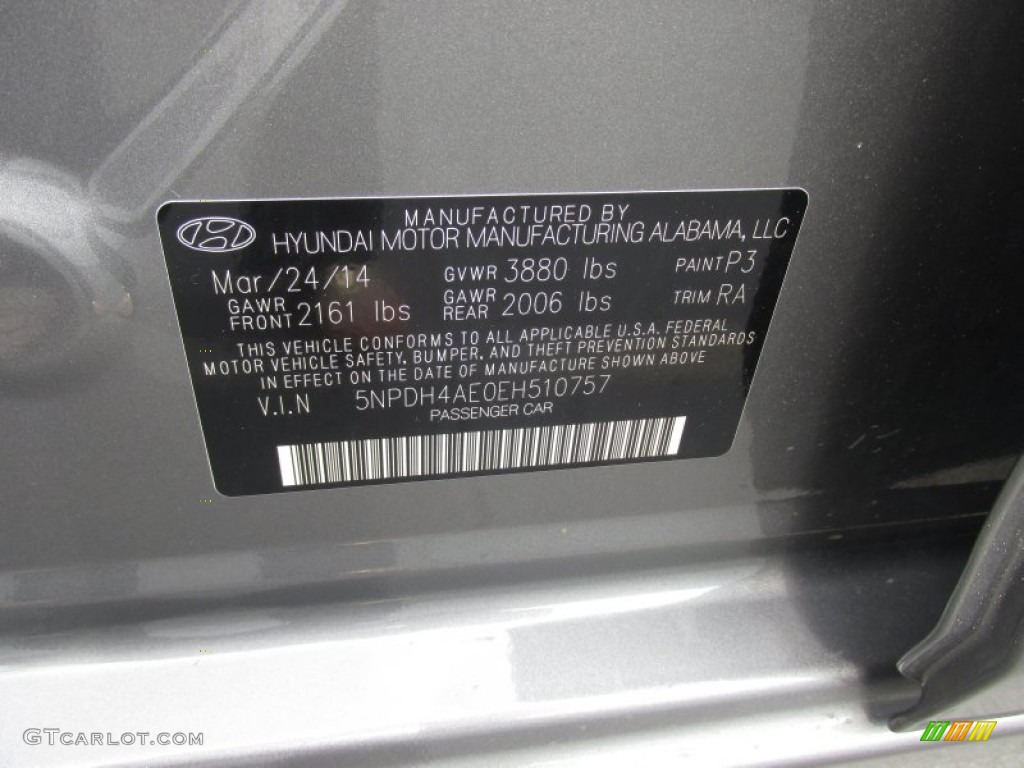 MANUFACTURED BY
HYUNDAI MOTOR MANUFACTURING ALABAMA, LLC
Mar/24/14 GVWR 3880 lbs PAINT P3
GAWR FRONT 2161 lbs GAWR REAR 2006 lbs TRIM RA
THIS VEHICLE CONFORMS TO ALL APPLICABLE U.S.A. FEDERAL
MOTOR VEHICLE SAFETY, BUMPER, AND THEFT PREVENTION STANDARDS
IN EFFECT ON THE DATE OF MANUFACTURE SHOWN ABOVE
V.I.N 5NPDH4AE0EH510757
PASSENGER CAR
GTCARLOT.COM